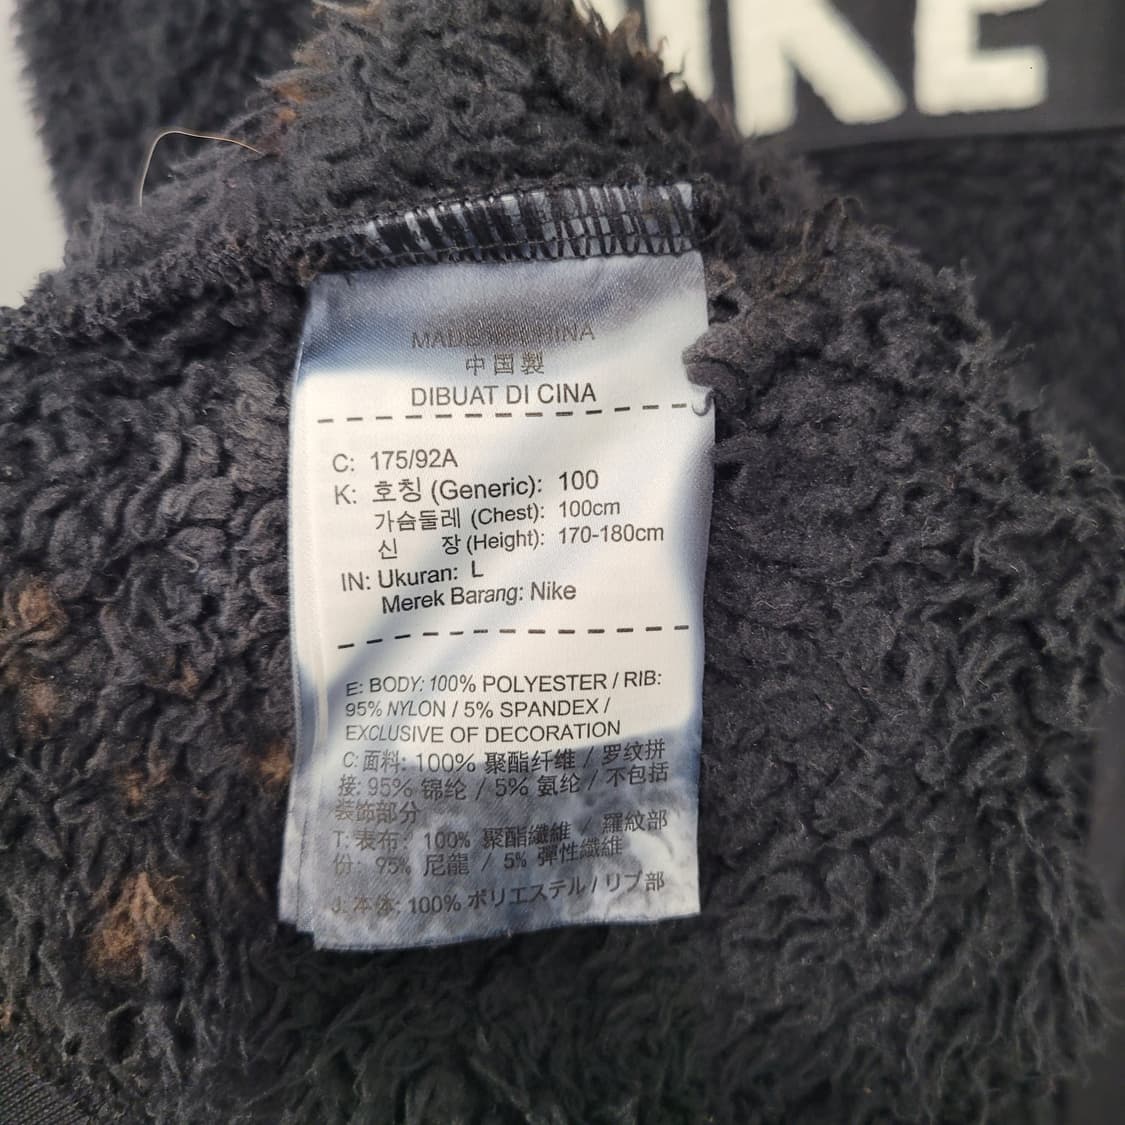 IKE
MADE IN CHINA
中国製
DIBUAT DI CINA
C: 175/92A
K: 호칭 (Generic): 100
가슴둘레 (Chest): 100cm
신 장 (Height): 170-180cm
IN: Ukuran: L
Merek Barang: Nike
E: BODY: 100% POLYESTER / RIB:
95% NYLON / 5% SPANDEX /
EXCLUSIVE OF DECORATION
C: 面料: 100% 聚酯纤维 / 罗纹拼
接: 95% 锦纶 / 5% 氨纶 / 不包括
装饰部分
T: 表布: 100% 聚酯纖維 / 羅紋部
份: 95% 尼龍 / 5% 彈性纖維
J: 本体: 100% ポリエステル / リブ部